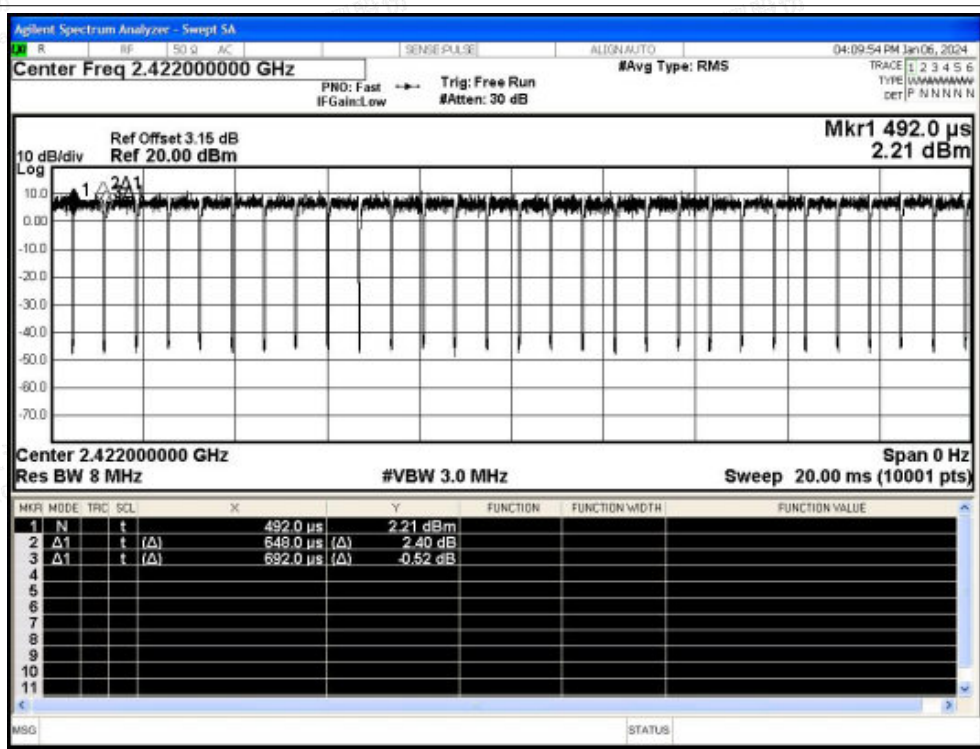 Agilent Spectrum Analyzer - Swept SA
R RF 50 Ω AC SENSE:PULSE ALIGN AUTO 04:09:54 PM Jan 06, 2024
Center Freq 2.422000000 GHz #Avg Type: RMS TRACE 1 2 3 4 5 6
PNO: Fast Trig: Free Run TYPE
IFGain:Low #Atten: 30 dB DET P N N N N N
Mkr1 492.0 µs
2.21 dBm
Ref Offset 3.15 dB
10 dB/div Ref 20.00 dBm
Log
1 2Δ1
10.0
0.00
-10.0
-20.0
-30.0
-40.0
-50.0
-60.0
-70.0
Center 2.422000000 GHz Span 0 Hz
Res BW 8 MHz #VBW 3.0 MHz Sweep 20.00 ms (10001 pts)
MKR MODE TRC SCL X Y FUNCTION FUNCTION WIDTH FUNCTION VALUE
1 N t 492.0 µs 2.21 dBm
2 Δ1 t (Δ) 648.0 µs (Δ) 2.40 dB
3 Δ1 t (Δ) 692.0 µs (Δ) -0.52 dB
4
5
6
7
8
9
10
11
MSG STATUS